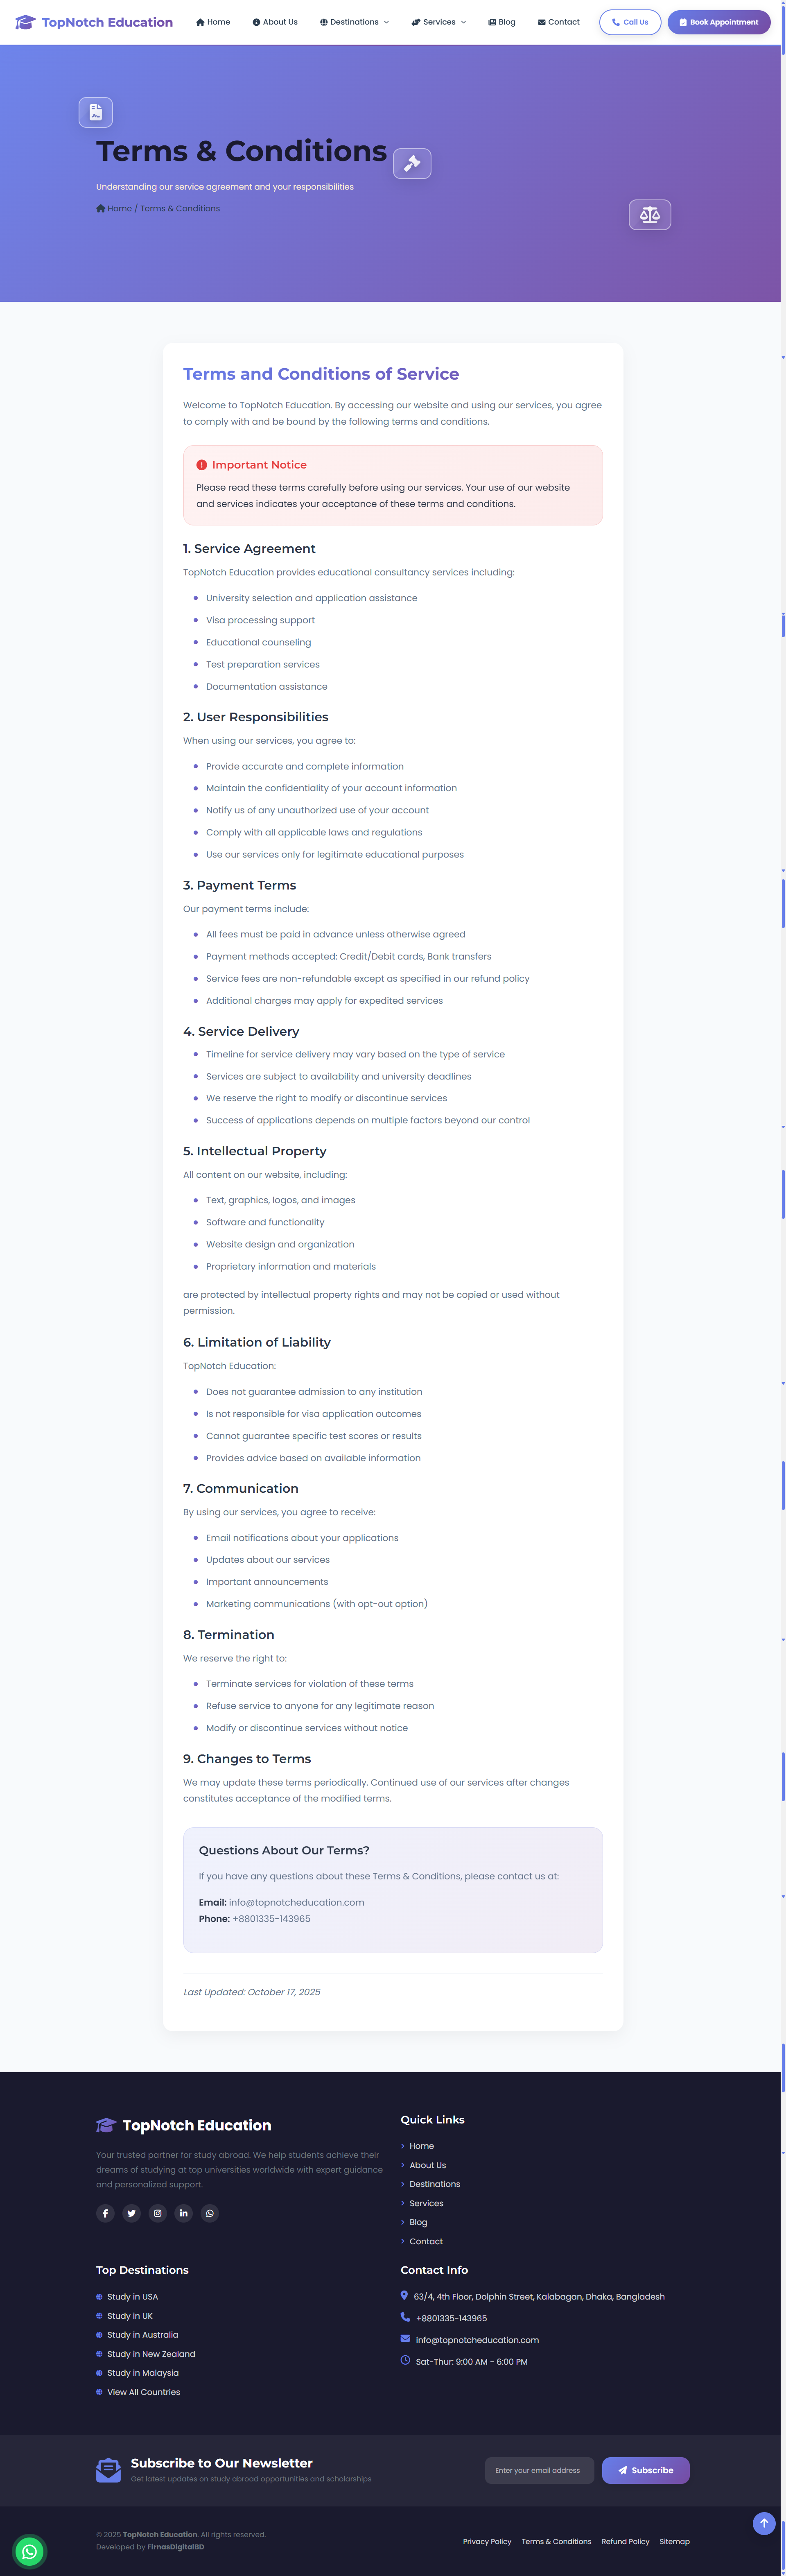 TopNotch Education
Home
About Us
Destinations
Services
Blog
Contact
Call Us
Book Appointment
Terms & Conditions
Understanding our service agreement and your responsibilities
Home / Terms & Conditions
Terms and Conditions of Service
Welcome to TopNotch Education. By accessing our website and using our services, you agree
to comply with and be bound by the following terms and conditions.
Important Notice
Please read these terms carefully before using our services. Your use of our website
and services indicates your acceptance of these terms and conditions.
1. Service Agreement
TopNotch Education provides educational consultancy services including:
University selection and application assistance
Visa processing support
Educational counseling
Test preparation services
Documentation assistance
2. User Responsibilities
When using our services, you agree to:
Provide accurate and complete information
Maintain the confidentiality of your account information
Notify us of any unauthorized use of your account
Comply with all applicable laws and regulations
Use our services only for legitimate educational purposes
3. Payment Terms
Our payment terms include:
All fees must be paid in advance unless otherwise agreed
Payment methods accepted: Credit/Debit cards, Bank transfers
Service fees are non-refundable except as specified in our refund policy
Additional charges may apply for expedited services
4. Service Delivery
Timeline for service delivery may vary based on the type of service
Services are subject to availability and university deadlines
We reserve the right to modify or discontinue services
Success of applications depends on multiple factors beyond our control
5. Intellectual Property
All content on our website, including:
Text, graphics, logos, and images
Software and functionality
Website design and organization
Proprietary information and materials
are protected by intellectual property rights and may not be copied or used without
permission.
6. Limitation of Liability
TopNotch Education:
Does not guarantee admission to any institution
Is not responsible for visa application outcomes
Cannot guarantee specific test scores or results
Provides advice based on available information
7. Communication
By using our services, you agree to receive:
Email notifications about your applications
Updates about our services
Important announcements
Marketing communications (with opt-out option)
8. Termination
We reserve the right to:
Terminate services for violation of these terms
Refuse service to anyone for any legitimate reason
Modify or discontinue services without notice
9. Changes to Terms
We may update these terms periodically. Continued use of our services after changes
constitutes acceptance of the modified terms.
Questions About Our Terms?
If you have any questions about these Terms & Conditions, please contact us at:
Email: info@topnotcheducation.com
Phone: +8801335-143965
Last Updated: October 17, 2025
TopNotch Education
Your trusted partner for study abroad. We help students achieve their
dreams of studying at top universities worldwide with expert guidance
and personalized support.
Quick Links
Home
About Us
Destinations
Services
Blog
Contact
Top Destinations
Study in USA
Study in UK
Study in Australia
Study in New Zealand
Study in Malaysia
View All Countries
Contact Info
63/4, 4th Floor, Dolphin Street, Kalabagan, Dhaka, Bangladesh
+8801335-143965
info@topnotcheducation.com
Sat-Thur: 9:00 AM - 6:00 PM
Subscribe to Our Newsletter
Get latest updates on study abroad opportunities and scholarships
Enter your email address
Subscribe
© 2025 TopNotch Education. All rights reserved.
Developed by FirnasDigitalBD
Privacy Policy
Terms & Conditions
Refund Policy
Sitemap